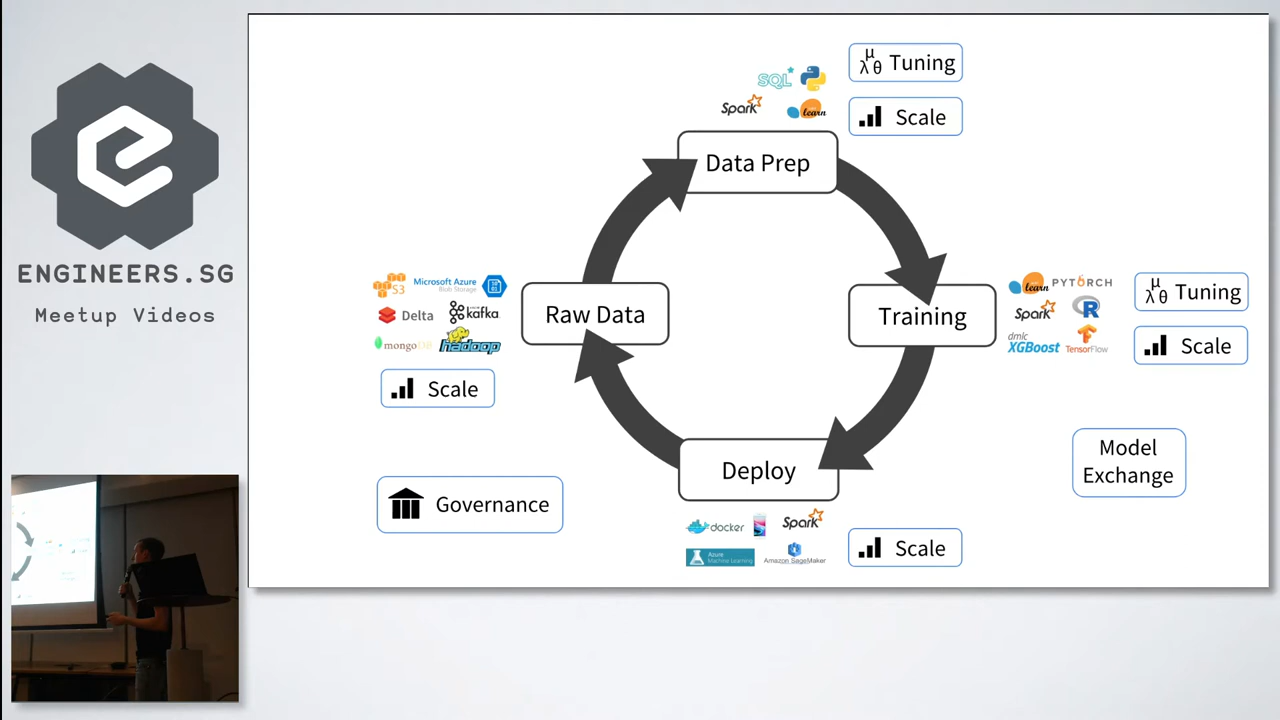 ENGINEERS.SG
Meetup Videos
SQL
Spark
learn
μ
λθ Tuning
Scale
Data Prep
S3
Microsoft Azure
Blob Storage
Delta
kafka
mongoDB
hadoop
Scale
Raw Data
Training
learn
PYTORCH
Spark
R
dmlc
XGBoost
TensorFlow
μ
λθ Tuning
Scale
Governance
Deploy
docker
Spark
Azure
Machine Learning
Amazon SageMaker
Scale
Model
Exchange